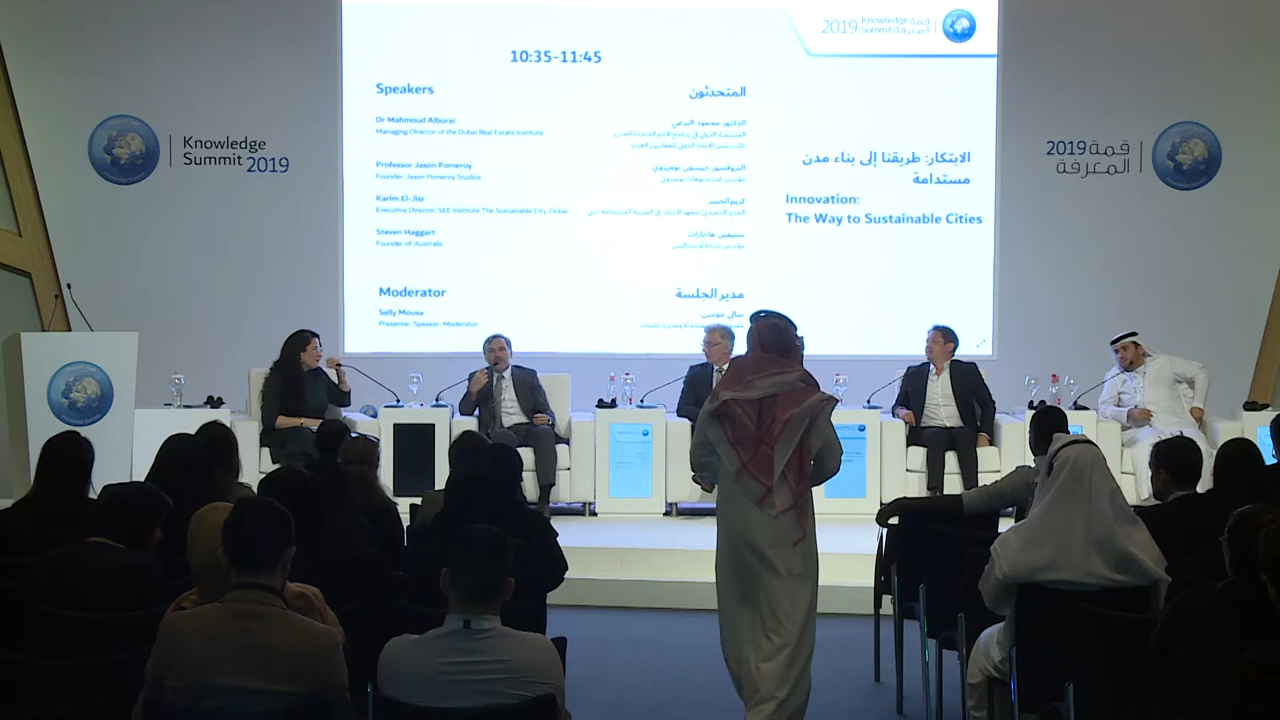 2019 Knowledge Summit قمة المعرفة
10:35-11:45
Speakers
المتحدثون
Dr Mahmoud Alburai
Managing Director of the Dubai Real Estate Institute
الدكتور محمود البرعي
Professor Jason Pomeroy
Founder, Jason Pomeroy Studios
البروفسور جيسون بوميروي
Karim El-Jisr
Executive Director, SEE Institute The Sustainable City, Dubai
كريم الجسر
Steven Haggart
Founder of Australis
ستيفين هاجارات
Moderator
مدير الجلسة
Sally Mousa
Presenter, Speaker, Moderator
سالي موسى
الابتكار: طريقنا إلى بناء مدن
مستدامة
Innovation:
The Way to Sustainable Cities
Knowledge
Summit 2019
2019 قمة
المعرفة